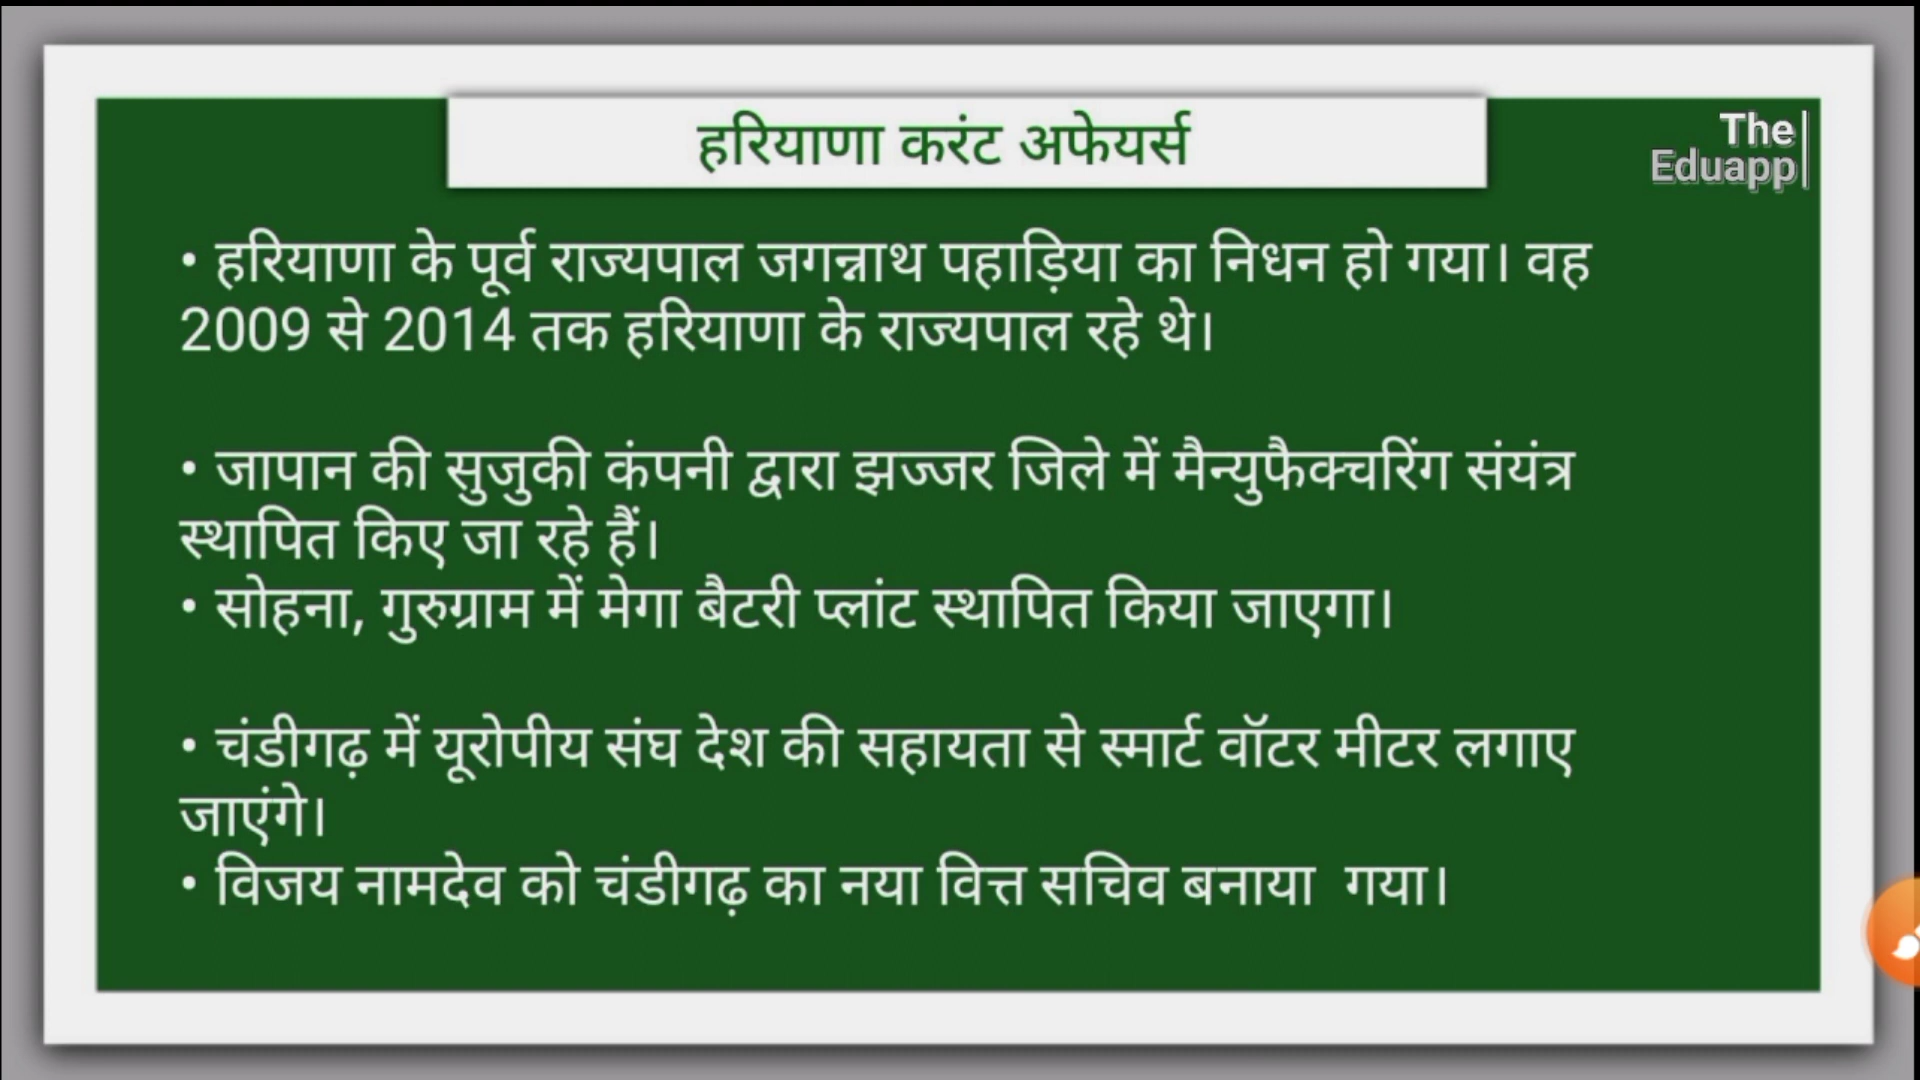 हरियाणा करंट अफेयर्स
The
Eduapp
• हरियाणा के पूर्व राज्यपाल जगन्नाथ पहाड़िया का निधन हो गया। वह
2009 से 2014 तक हरियाणा के राज्यपाल रहे थे।
• जापान की सुजुकी कंपनी द्वारा झज्जर जिले में मैन्युफैक्चरिंग संयंत्र
स्थापित किए जा रहे हैं।
• सोहना, गुरुग्राम में मेगा बैटरी प्लांट स्थापित किया जाएगा।
• चंडीगढ़ में यूरोपीय संघ देश की सहायता से स्मार्ट वॉटर मीटर लगाए
जाएंगे।
• विजय नामदेव को चंडीगढ़ का नया वित्त सचिव बनाया  गया।